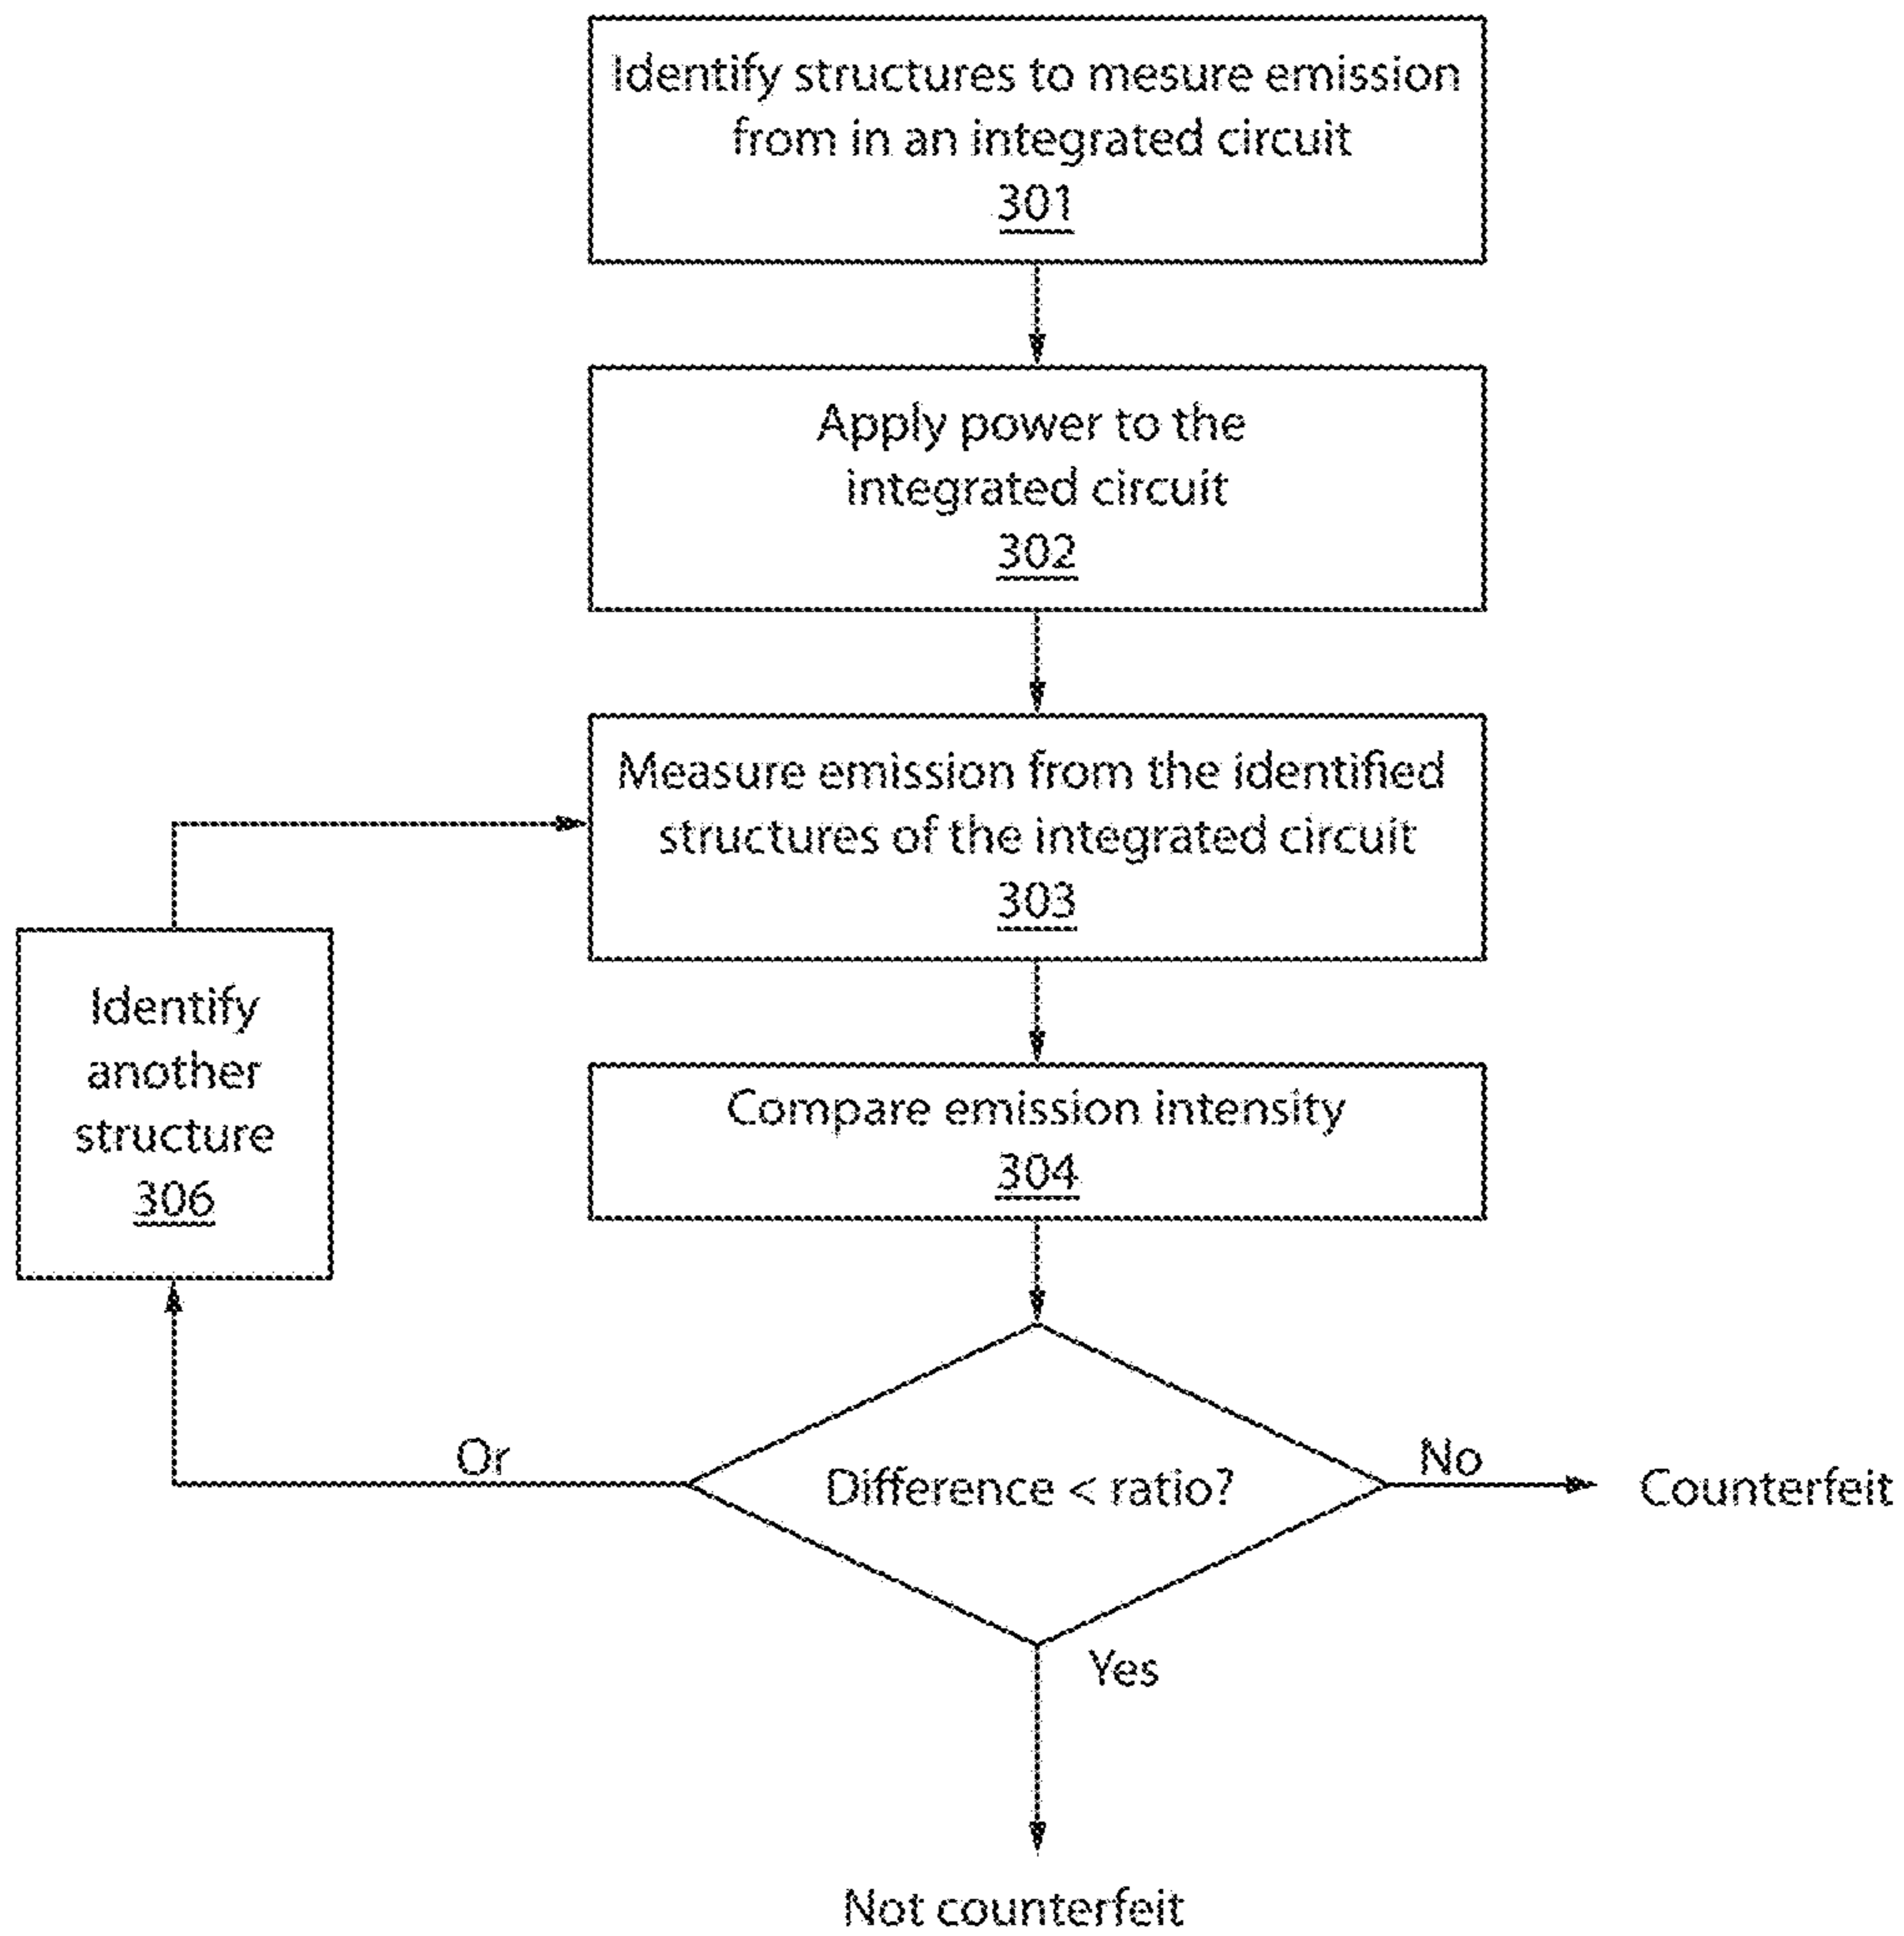 Identify structures to mesure emission
from in an integrated circuit
301
Apply power to the
integrated circuit
302
Measure emission from the identified
structures of the integrated circuit
303
Identify
another
structure
306
Compare emission intensity
304
Or
Difference < ratio?
No
Counterfeit
Yes
Not counterfeit